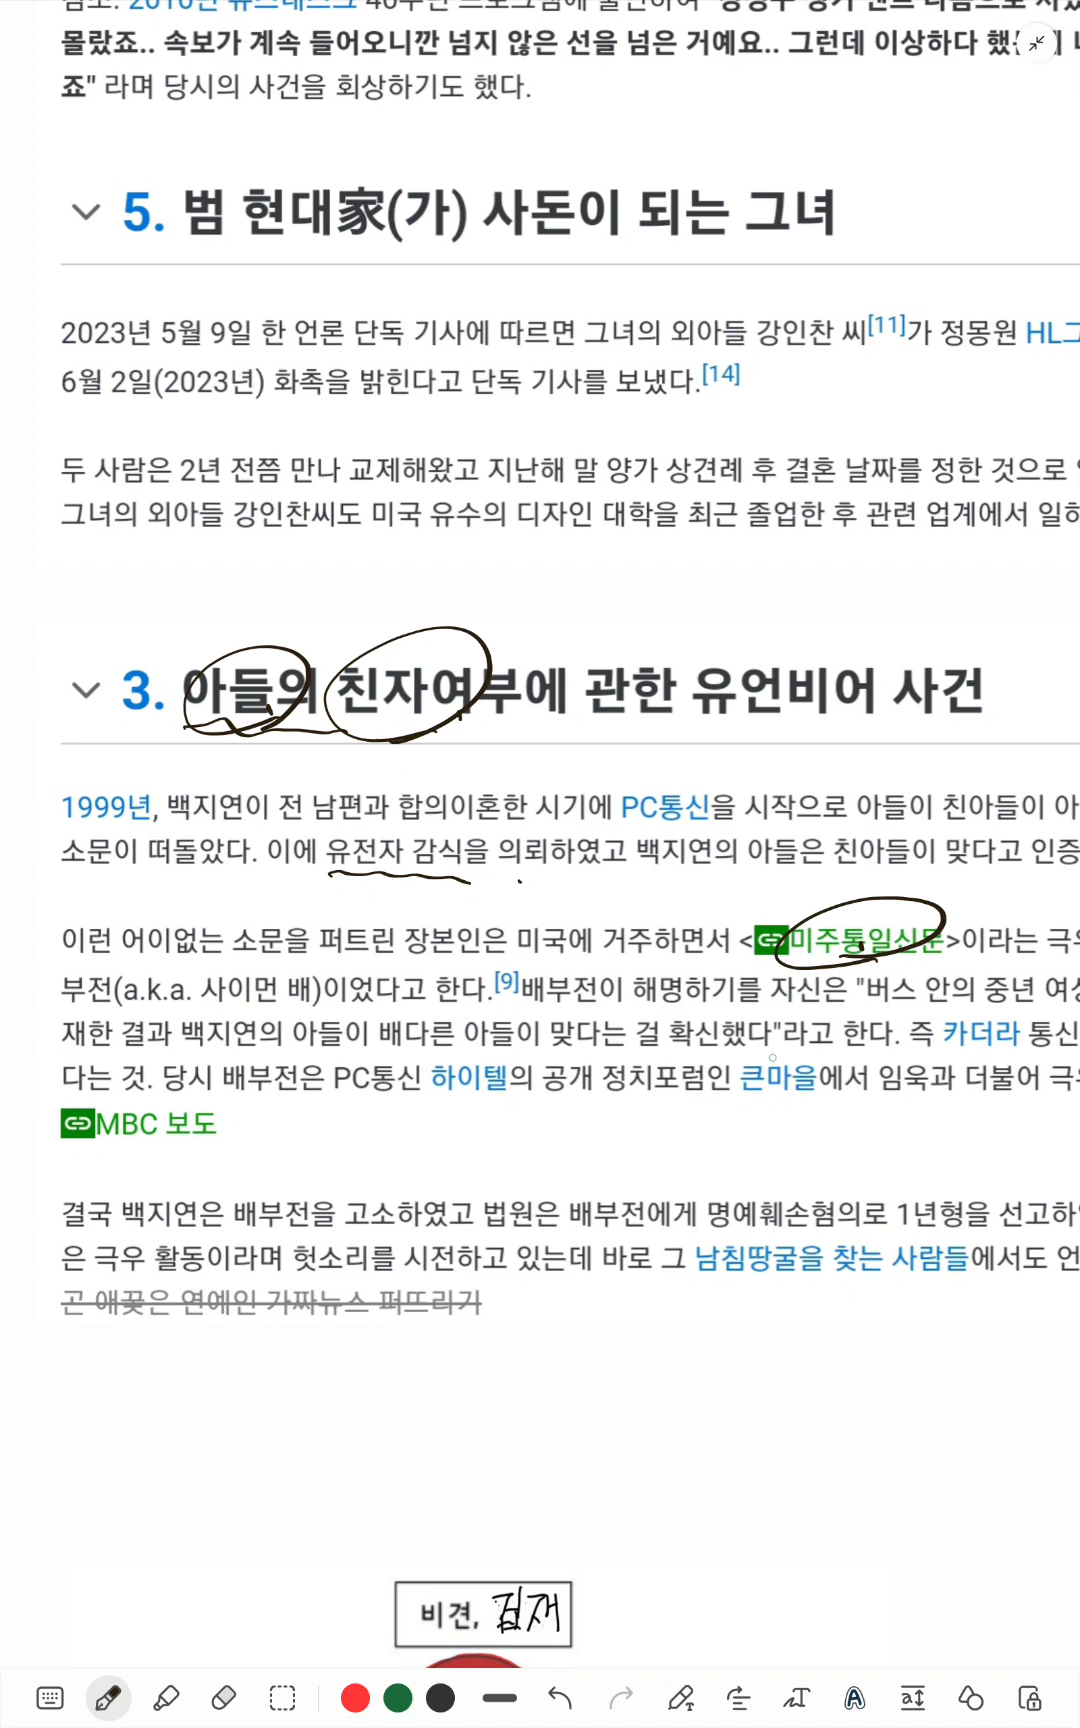 몰랐죠.. 속보가 계속 들어오니깐 넘지 않은 선을 넘은 거예요.. 그런데 이상하다 했
죠" 라며 당시의 사건을 회상하기도 했다.
5. 범 현대家(가) 사돈이 되는 그녀
2023년 5월 9일 한 언론 단독 기사에 따르면 그녀의 외아들 강인찬 씨[11]가 정몽원 HL그
6월 2일(2023년) 화촉을 밝힌다고 단독 기사를 보냈다.[14]
두 사람은 2년 전쯤 만나 교제해왔고 지난해 말 양가 상견례 후 결혼 날짜를 정한 것으로
그녀의 외아들 강인찬씨도 미국 유수의 디자인 대학을 최근 졸업한 후 관련 업계에서 일하
3. 아들의 친자여부에 관한 유언비어 사건
1999년, 백지연이 전 남편과 합의이혼한 시기에 PC통신을 시작으로 아들이 친아들이 아
소문이 떠돌았다. 이에 유전자 감식을 의뢰하였고 백지연의 아들은 친아들이 맞다고 인증
이런 어이없는 소문을 퍼트린 장본인은 미국에 거주하면서 <미주통일신문>이라는 극우
부전(a.k.a. 사이먼 배)이었다고 한다.[9]배부전이 해명하기를 자신은 "버스 안의 중년 여성
재한 결과 백지연의 아들이 배다른 아들이 맞다는 걸 확신했다"라고 한다. 즉 카더라 통신
다는 것. 당시 배부전은 PC통신 하이텔의 공개 정치포럼인 큰마을에서 임욱과 더불어 극우
MBC 보도
결국 백지연은 배부전을 고소하였고 법원은 배부전에게 명예훼손혐의로 1년형을 선고하
은 극우 활동이라며 헛소리를 시전하고 있는데 바로 그 남침땅굴을 찾는 사람들에서도 언
곤 애꿎은 연예인 가짜뉴스 퍼뜨리기
비견, 겁재